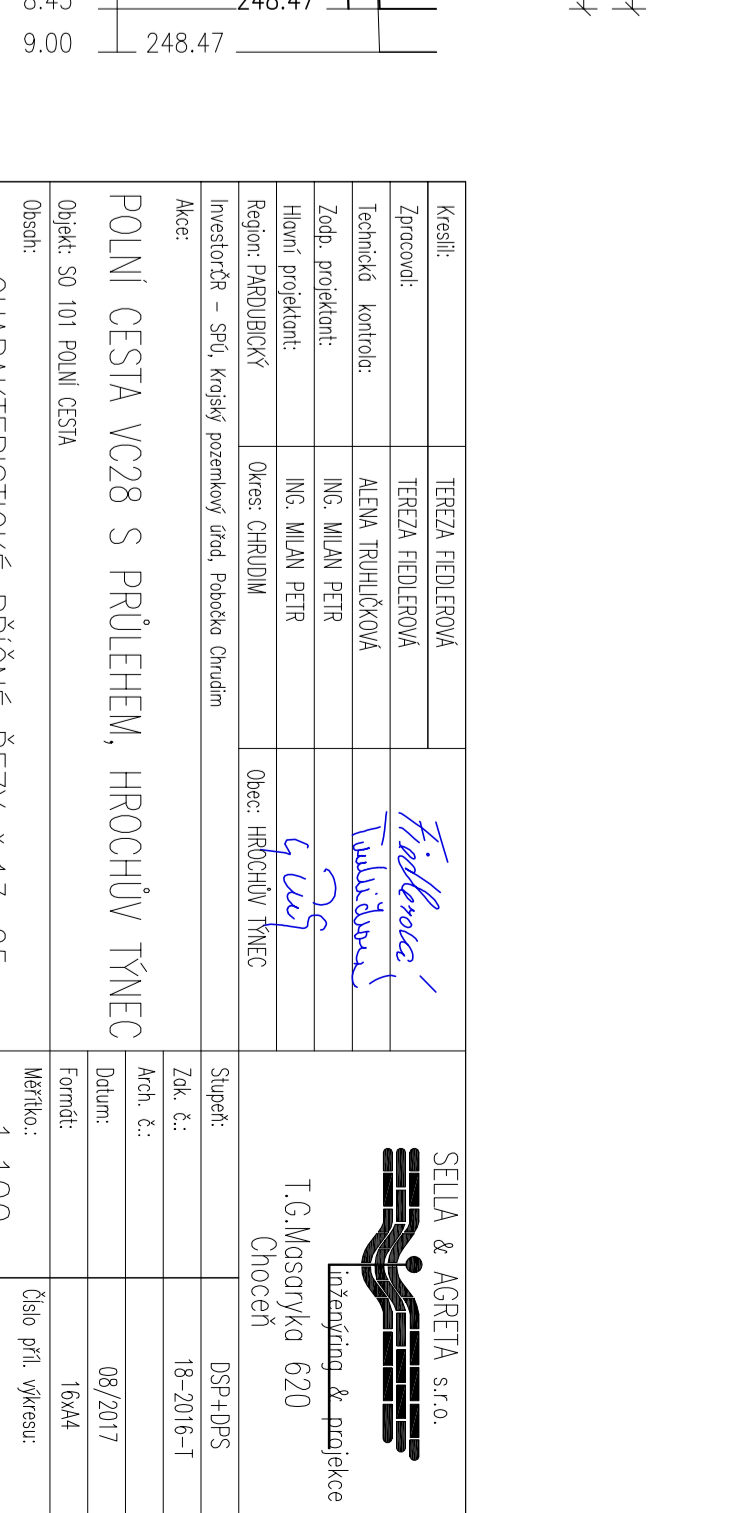 248.47
9.00 248.47
Kreslil: TEREZA FIEDLEROVÁ
Zpracoval: TEREZA FIEDLEROVÁ Fiedlerová
Technická kontrola: ALENA TRUHLIČKOVÁ
Zodp. projektant: ING. MILAN PETR
Hlavní projektant: ING. MILAN PETR
Region: PARDUBICKÝ Okres: CHRUDIM Obec: HROCHŮV TÝNEC
Investor:ČR - SPÚ, Krajský pozemkový úřad, Pobočka Chrudim
Akce:
POLNÍ CESTA VC28 S PRŮLEHEM, HROCHŮV TÝNEC
Objekt: SO 101 POLNÍ CESTA
Obsah:
SELLA & AGRETA s.r.o.
inženýring & projekce
T.G.Masaryka 620
Choceň
Stupeň: DSP+DPS
Zak. č.: 18-2016-T
Arch. č.:
Datum: 08/2017
Formát: 16xA4
Měřítko.:
Číslo příl. výkresu: